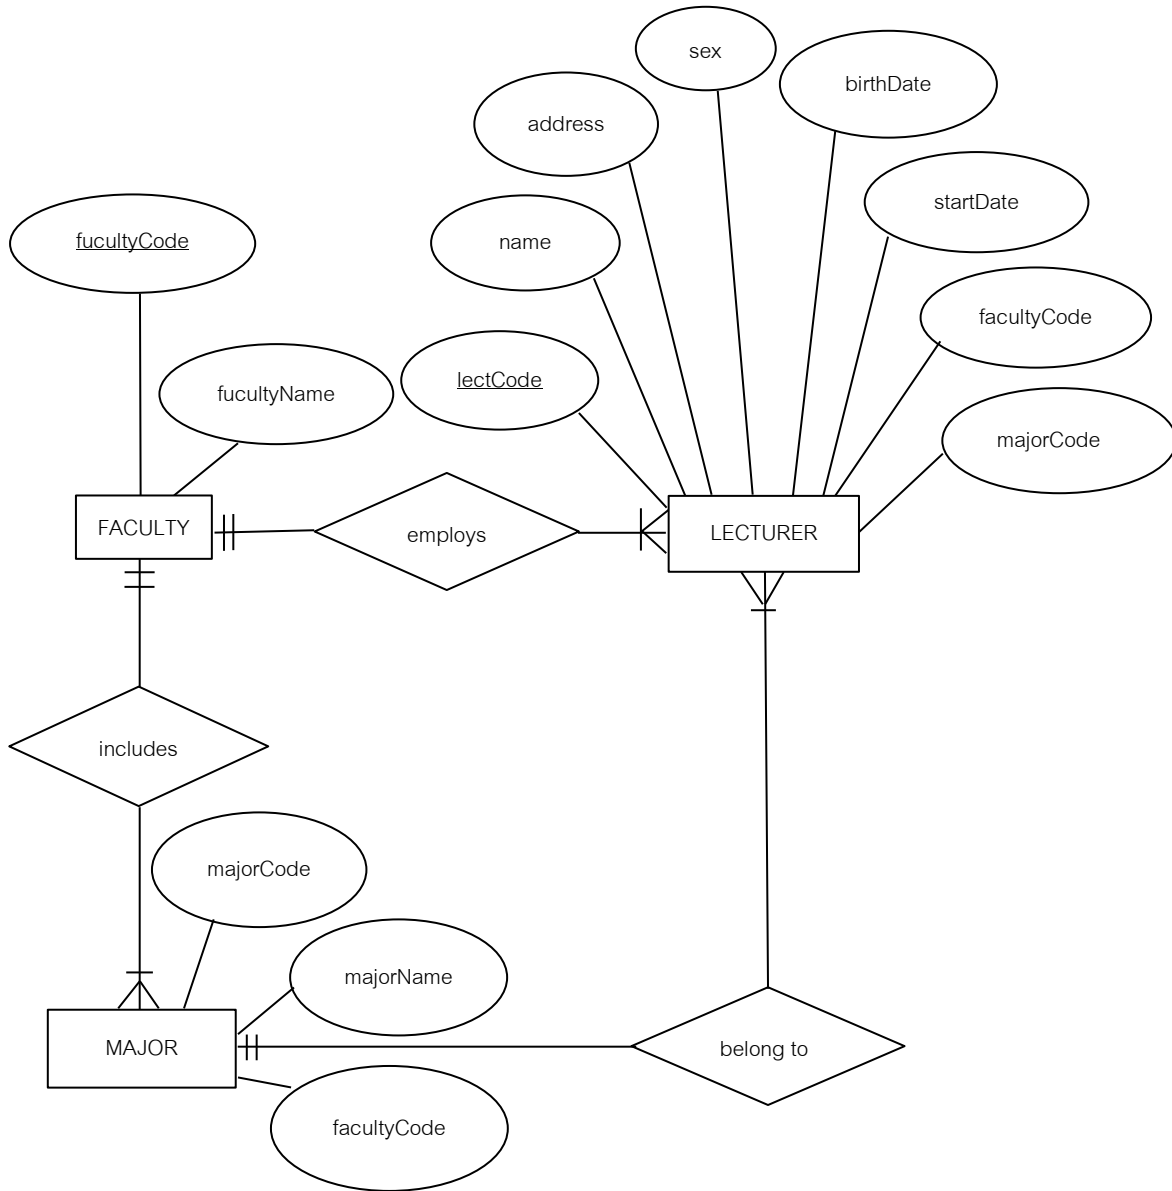 sex
birthDate
address
startDate
fucultyCode
name
facultyCode
lectCode
fucultyName
majorCode
FACULTY
employs
LECTURER
includes
majorCode
majorName
MAJOR
belong to
facultyCode